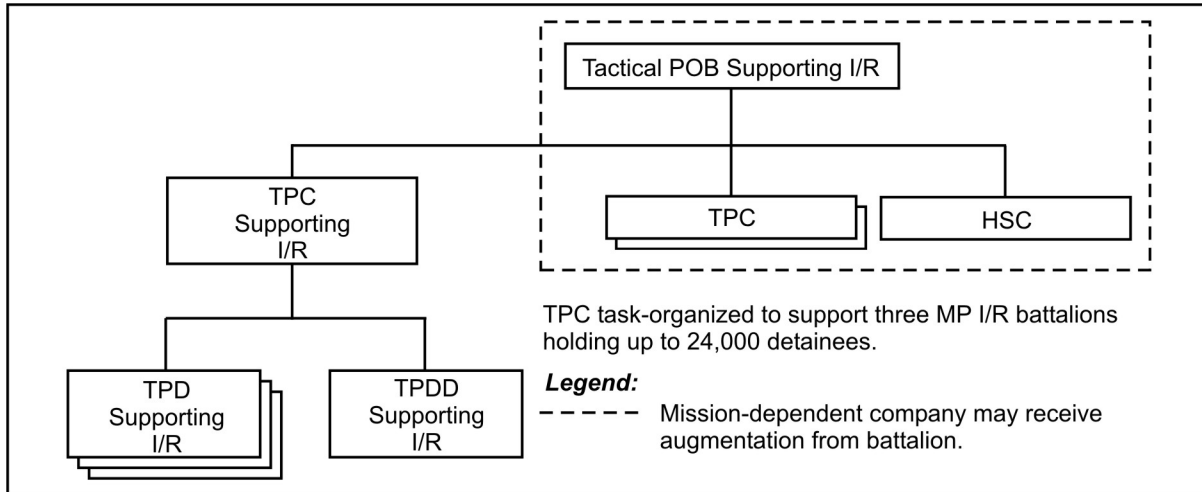 Tactical POB Supporting I/R
TPC
Supporting
I/R
TPC
HSC
TPC task-organized to support three MP I/R battalions
holding up to 24,000 detainees.
TPD
Supporting
I/R
TPDD
Supporting
I/R
Legend:
Mission-dependent company may receive
augmentation from battalion.